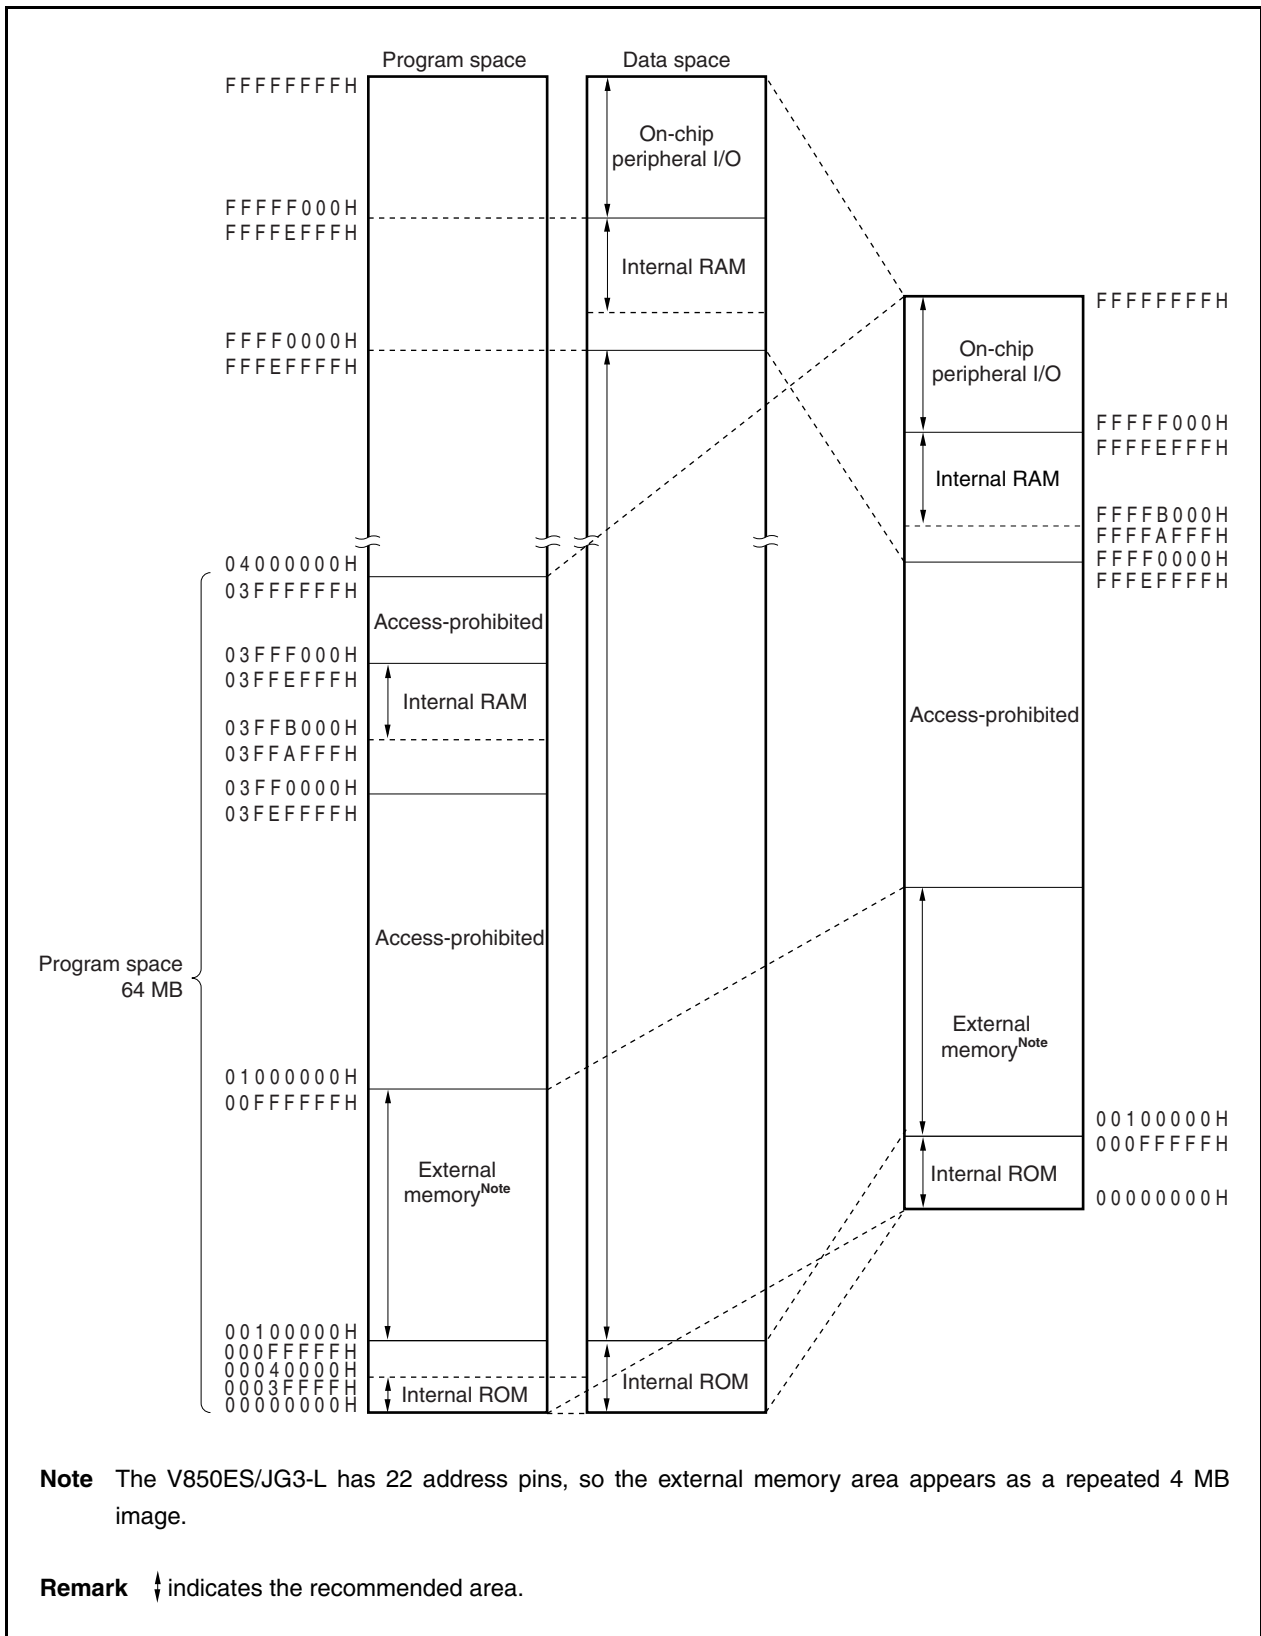 Program space
Data space
FFFFFFFFH
On-chip
peripheral I/O
FFFFF000H
FFFFEFFFH
Internal RAM
FFFF0000H
FFFEFFFFH
04000000H
03FFFFFFH
Access-prohibited
03FFF000H
03FFEFFFH
Internal RAM
03FFB000H
03FFAFFFH
03FF0000H
03FEFFFFH
Access-prohibited
Program space
64 MB
01000000H
00FFFFFFH
External
memoryNote
00100000H
000FFFFFH
00040000H
0003FFFFH
00000000H
Internal ROM
Internal ROM
FFFFFFFFH
On-chip
peripheral I/O
FFFFF000H
FFFFEFFFH
Internal RAM
FFFFB000H
FFFFAFFFH
FFFF0000H
FFFEFFFFH
Access-prohibited
External
memoryNote
00100000H
000FFFFFH
Internal ROM
00000000H
Note The V850ES/JG3-L has 22 address pins, so the external memory area appears as a repeated 4 MB
image.
Remark indicates the recommended area.